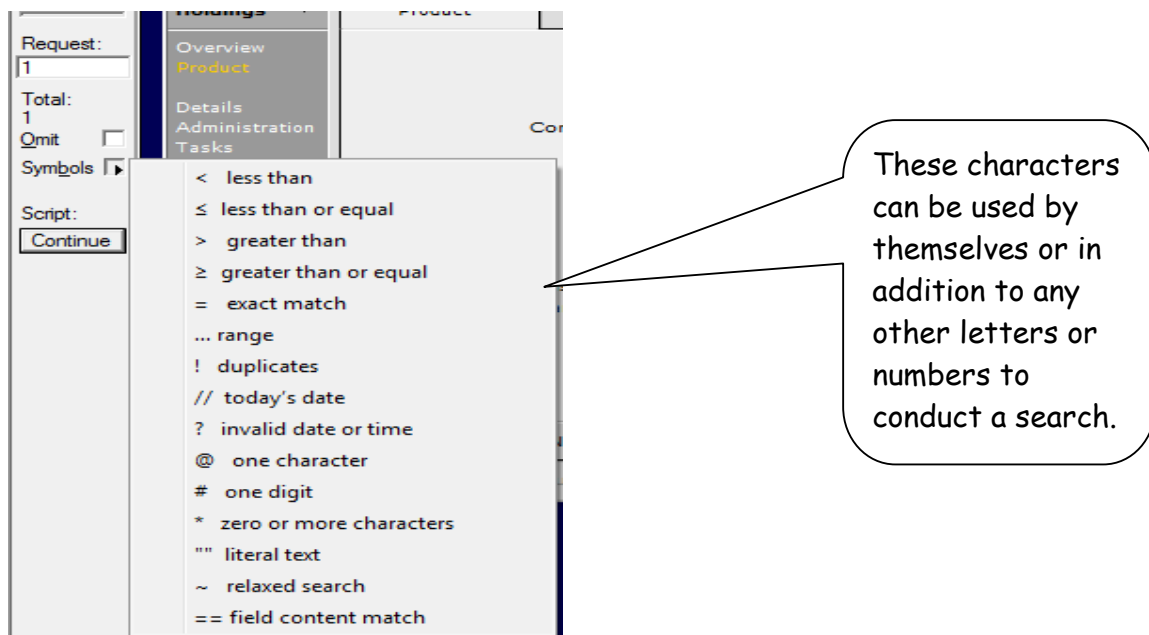 Holdings
Product
Request:
1
Total:
1
Omit
Symbols
Script:
Continue
Overview
Product
Details
Administration
Tasks
< less than
≤ less than or equal
> greater than
≥ greater than or equal
= exact match
... range
! duplicates
// today's date
? invalid date or time
@ one character
# one digit
* zero or more characters
"" literal text
~ relaxed search
== field content match
These characters
can be used by
themselves or in
addition to any
other letters or
numbers to
conduct a search.